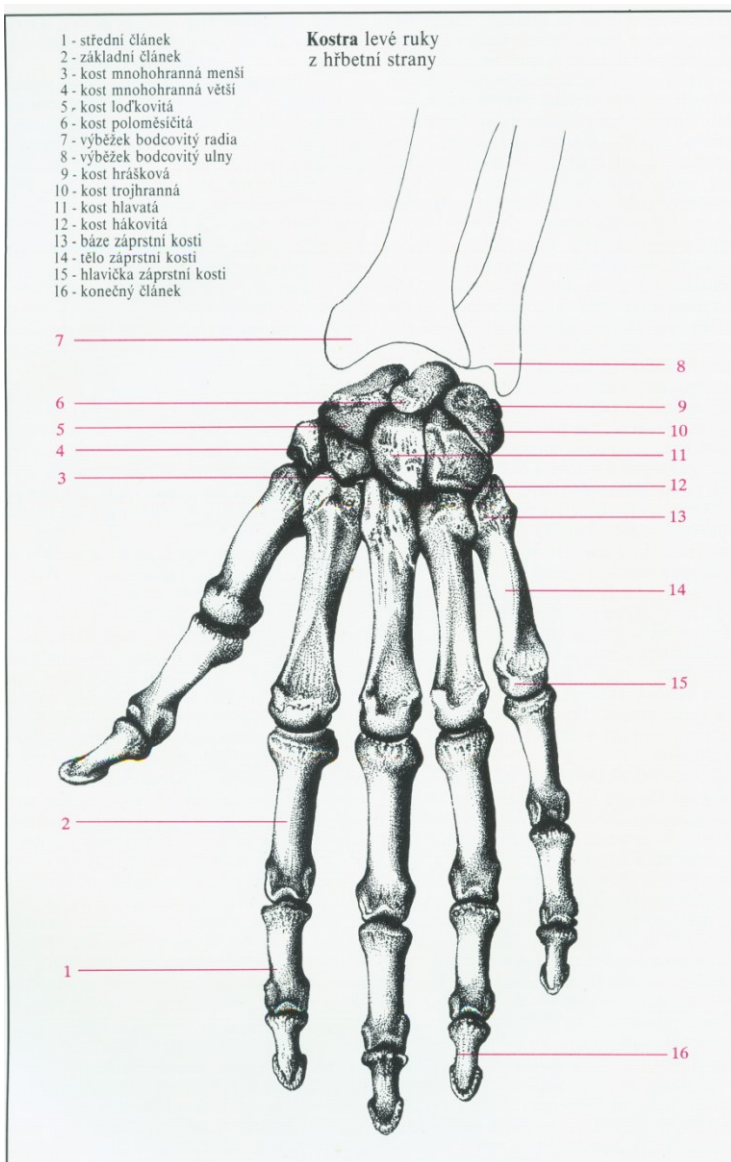 1 - střední článek
2 - základní článek
3 - kost mnohohranná menší
4 - kost mnohohranná větší
5 - kost loďkovitá
6 - kost poloměsíčitá
7 - výběžek bodcovitý radia
8 - výběžek bodcovitý ulny
9 - kost hrášková
10 - kost trojhranná
11 - kost hlavatá
12 - kost hákovitá
13 - báze záprstní kosti
14 - tělo záprstní kosti
15 - hlavička záprstní kosti
16 - konečný článek
Kostra levé ruky
z hřbetní strany
7
8
6
9
5
10
4
11
3
12
13
14
15
2
1
16